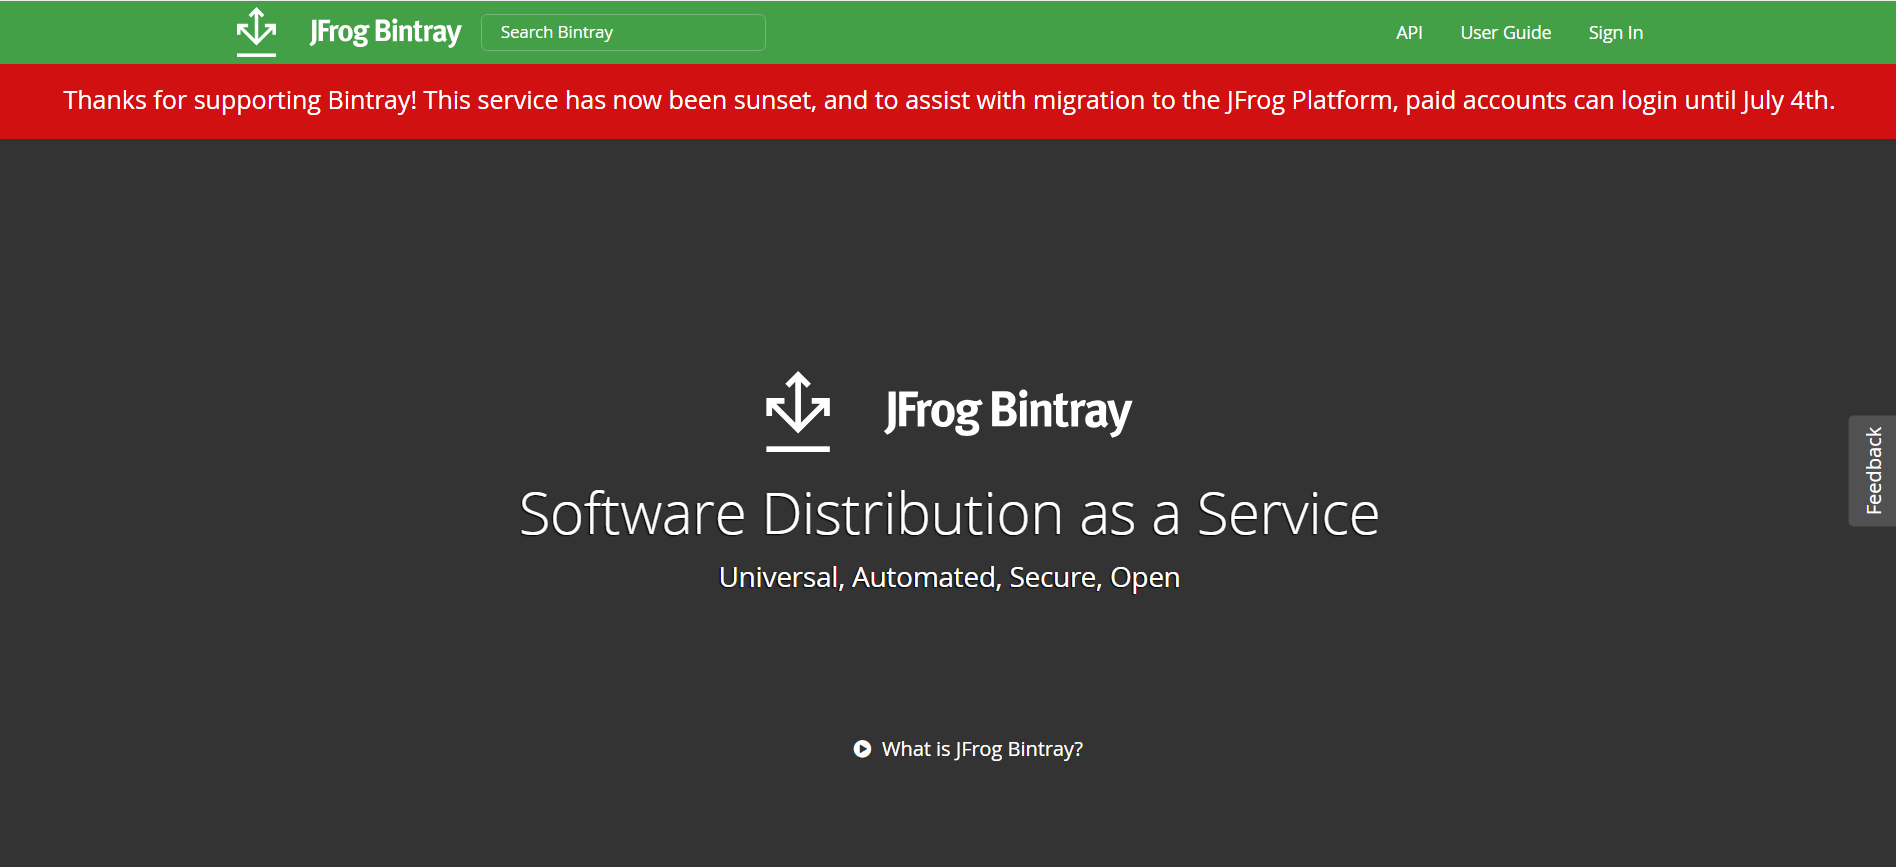 JFrog Bintray
Search Bintray
API
User Guide
Sign In
Thanks for supporting Bintray! This service has now been sunset, and to assist with migration to the JFrog Platform, paid accounts can login until July 4th.
JFrog Bintray
Software Distribution as a Service
Universal, Automated, Secure, Open
Feedback
What is JFrog Bintray?